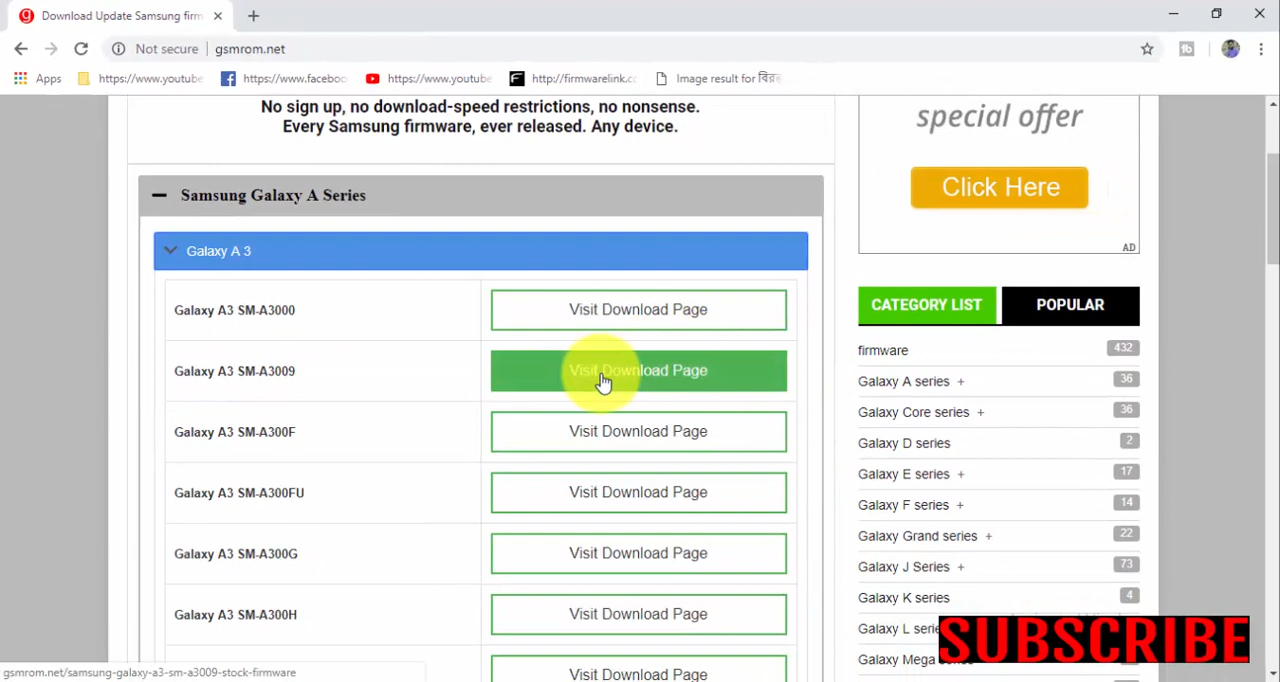 Download Update Samsung firm
Not secure | gsmrom.net
Apps https://www.youtube https://www.faceboo https://www.youtube http://firmwarelink.co Image result for বির
No sign up, no download-speed restrictions, no nonsense.
Every Samsung firmware, ever released. Any device.
special offer
Click Here
AD
Samsung Galaxy A Series
Galaxy A 3
Galaxy A3 SM-A3000 Visit Download Page
Galaxy A3 SM-A3009 Visit Download Page
Galaxy A3 SM-A300F Visit Download Page
Galaxy A3 SM-A300FU Visit Download Page
Galaxy A3 SM-A300G Visit Download Page
Galaxy A3 SM-A300H Visit Download Page
Visit Download Page
CATEGORY LIST POPULAR
firmware 432
Galaxy A series + 36
Galaxy Core series + 36
Galaxy D series 2
Galaxy E series + 17
Galaxy F series + 14
Galaxy Grand series + 22
Galaxy J Series + 73
Galaxy K series 4
Galaxy L serie
Galaxy Mega
SUBSCRIBE
gsmrom.net/samsung-galaxy-a3-sm-a3009-stock-firmware